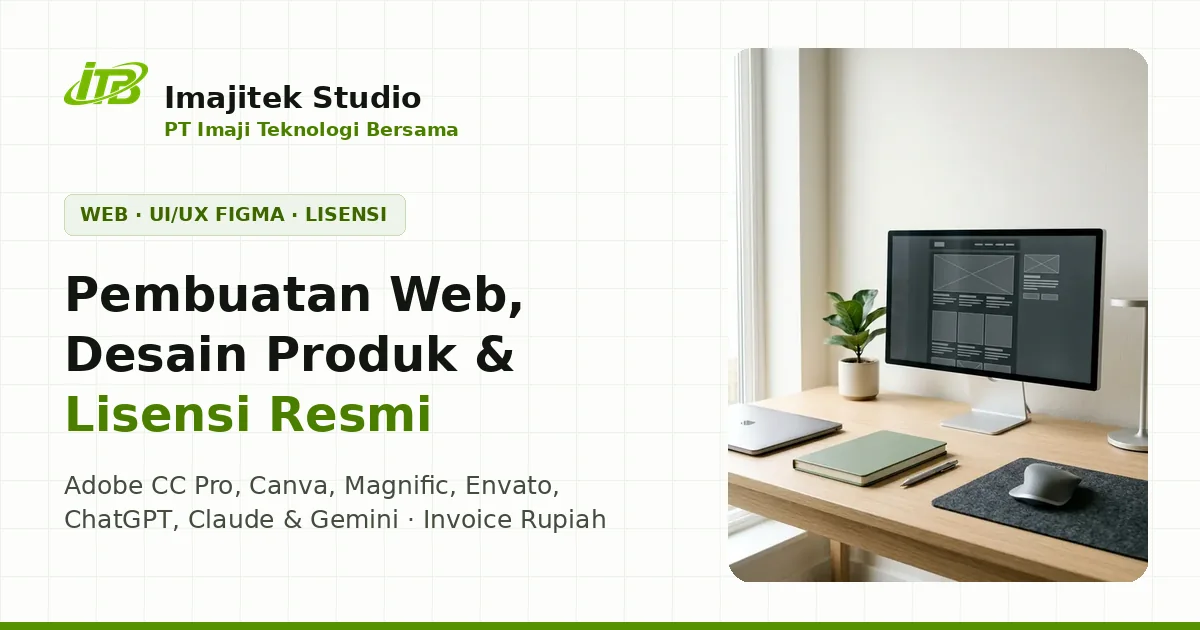 iTB
Imajitek Studio
PT Imaji Teknologi Bersama
WEB · UI/UX FIGMA · LISENSI
Pembuatan Web,
Desain Produk &
Lisensi Resmi
Adobe CC Pro, Canva, Magnific, Envato,
ChatGPT, Claude & Gemini · Invoice Rupiah